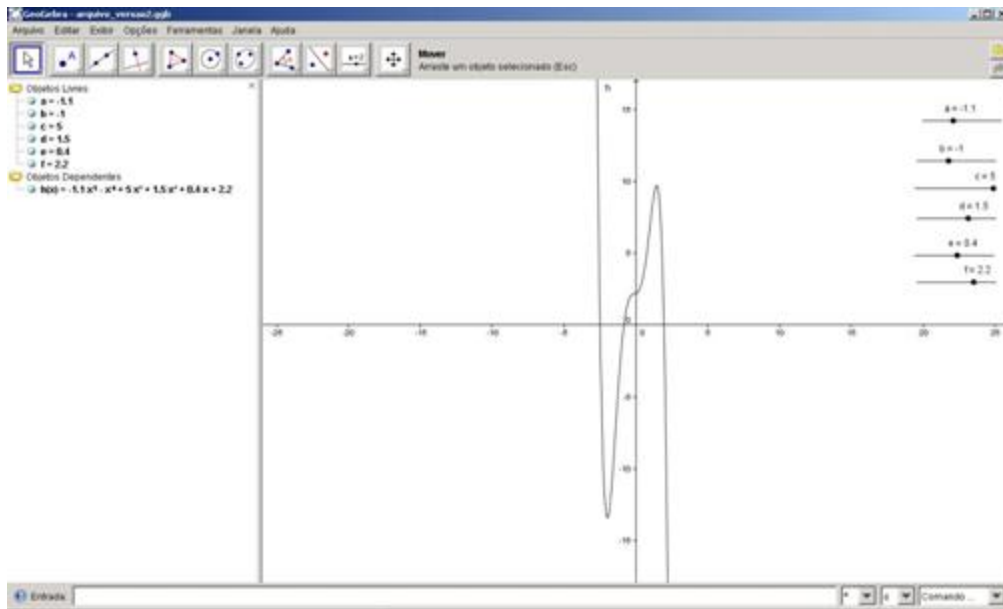 GeoGebra - arquivo_versao2.ggb
Arquivo Editar Exibir Opções Ferramentas Janela Ajuda
Mover
Arraste um objeto selecionado (Esc)
Objetos Livres
a = -1.1
b = -1
c = 5
d = 1.5
e = 0.4
f = 2.2
Objetos Dependentes
h(x) = -1.1 x⁵ - x⁴ + 5 x³ + 1.5 x² + 0.4 x + 2.2
h
a = -1.1
b = -1
c = 5
d = 1.5
e = 0.4
f = 2.2
15
10
5
0
-25 -20 -15 -10 -5 0 5 10 15 20 25
-5
-10
-15
Entrada:
Comando ...